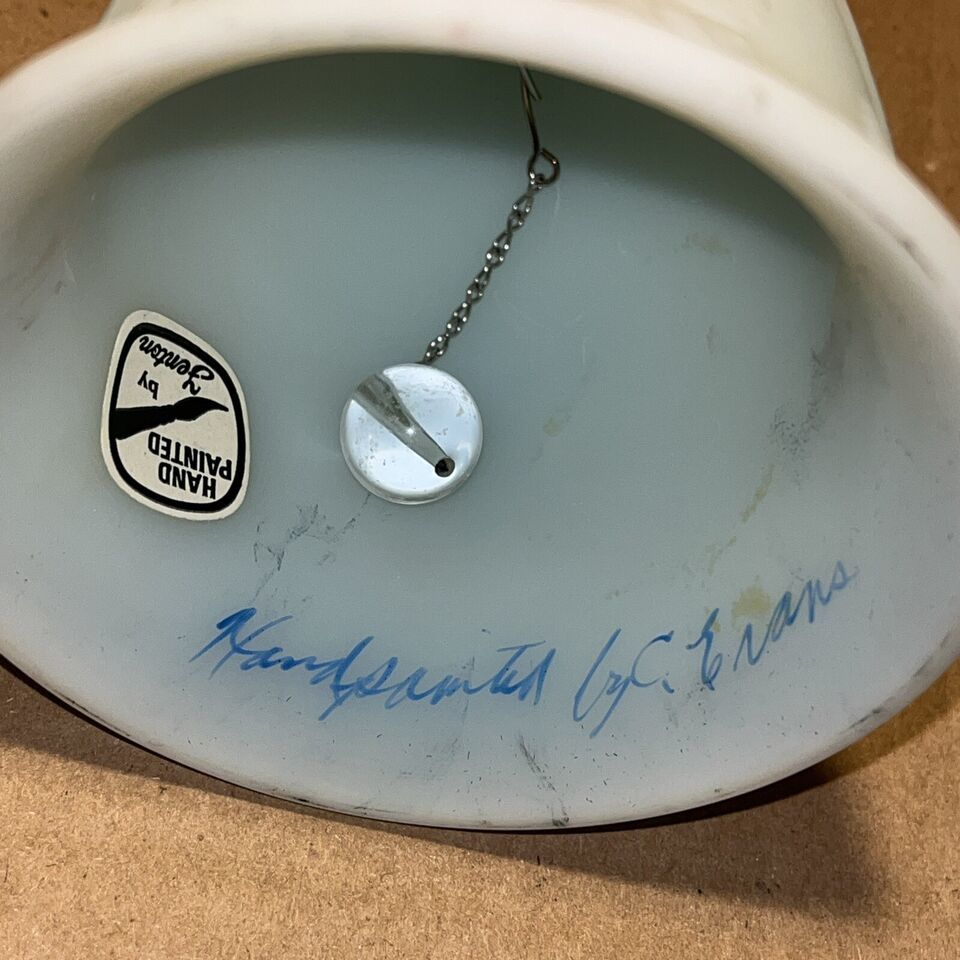 HAND
PAINTED
by
Fenton
Handpainted by C. Evans